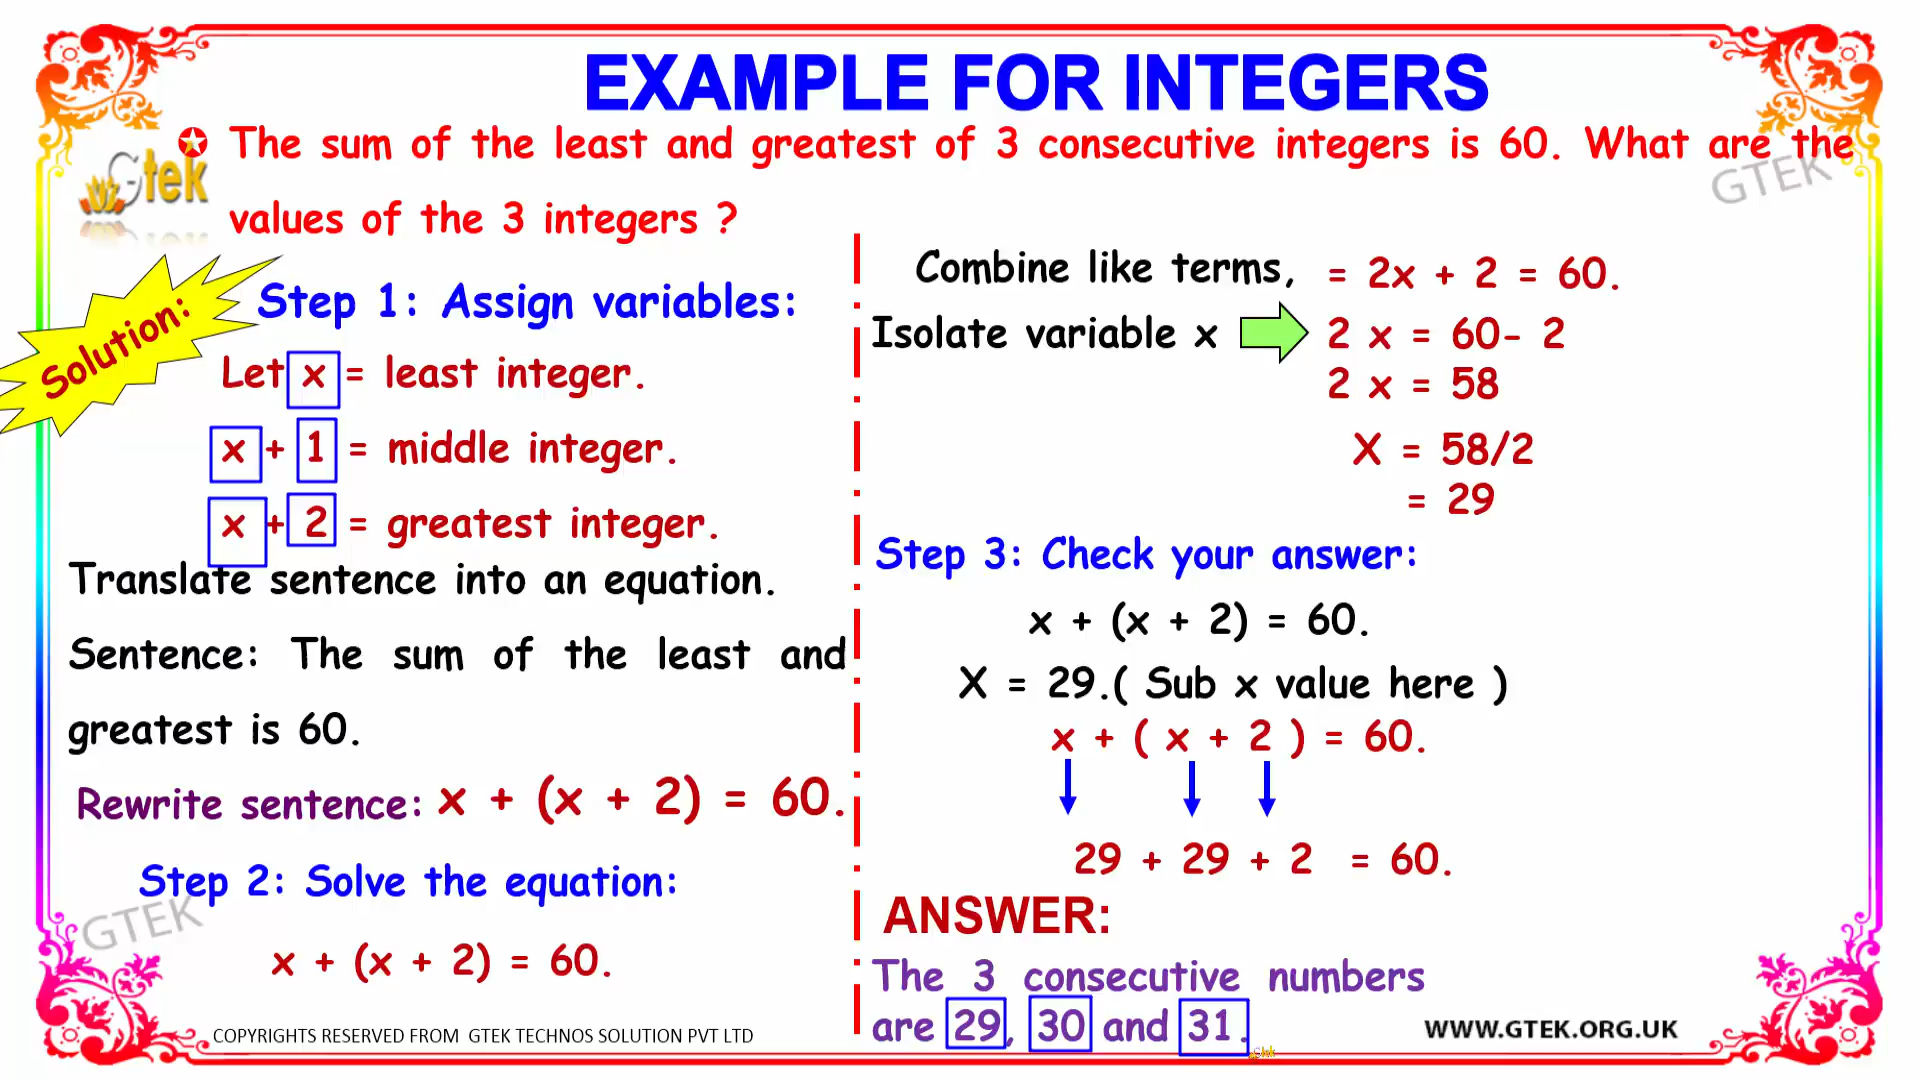 EXAMPLE FOR INTEGERS
The sum of the least and greatest of 3 consecutive integers is 60. What are the
values of the 3 integers ?
Gtek
GTEK
Solution:
Step 1: Assign variables:
Let x = least integer.
x + 1 = middle integer.
x + 2 = greatest integer.
Translate sentence into an equation.
Sentence: The sum of the least and
greatest is 60.
Rewrite sentence: x + (x + 2) = 60.
Step 2: Solve the equation:
GTEK
x + (x + 2) = 60.
Combine like terms, = 2x + 2 = 60.
Isolate variable x 2 x = 60- 2
2 x = 58
X = 58/2
= 29
Step 3: Check your answer:
x + (x + 2) = 60.
X = 29.( Sub x value here )
x + ( x + 2 ) = 60.
29 + 29 + 2 = 60.
ANSWER:
The 3 consecutive numbers
are 29, 30 and 31.
Gtek
COPYRIGHTS RESERVED FROM GTEK TECHNOS SOLUTION PVT LTD
WWW.GTEK.ORG.UK